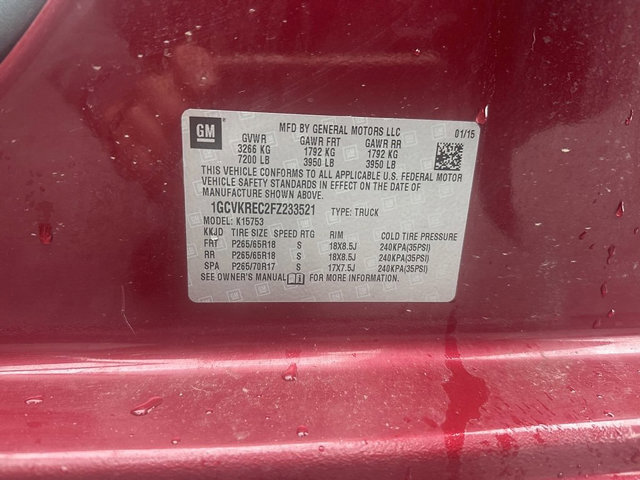 GM
MFD BY GENERAL MOTORS LLC 01/15
GVWR GAWR FRT GAWR RR
3266 KG 1792 KG 1792 KG
7200 LB 3950 LB 3950 LB
THIS VEHICLE CONFORMS TO ALL APPLICABLE U.S. FEDERAL MOTOR
VEHICLE SAFETY STANDARDS IN EFFECT ON THE DATE OF
MANUFACTURE SHOWN ABOVE.
1GCVKREC2FZ233521 TYPE: TRUCK
MODEL: K15753
KKJD TIRE SIZE SPEED RTG RIM COLD TIRE PRESSURE
FRT P265/65R18 S 18X8.5J 240KPA(35PSI)
RR P265/65R18 S 18X8.5J 240KPA(35PSI)
SPA P265/70R17 S 17X7.5J 240KPA(35PSI)
SEE OWNER'S MANUAL FOR MORE INFORMATION.